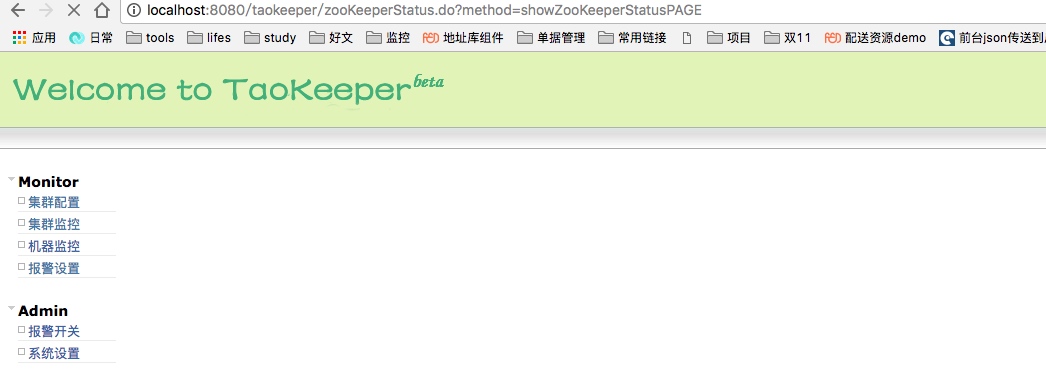 localhost:8080/taokeeper/zooKeeperStatus.do?method=showZooKeeperStatusPAGE
应用 日常 tools lifes study 好文 监控 RED 地址库组件 单据管理 常用链接 项目 双11 RED 配送资源demo 前台json传送到
Welcome to TaoKeeper beta
Monitor
集群配置
集群监控
机器监控
报警设置
Admin
报警开关
系统设置